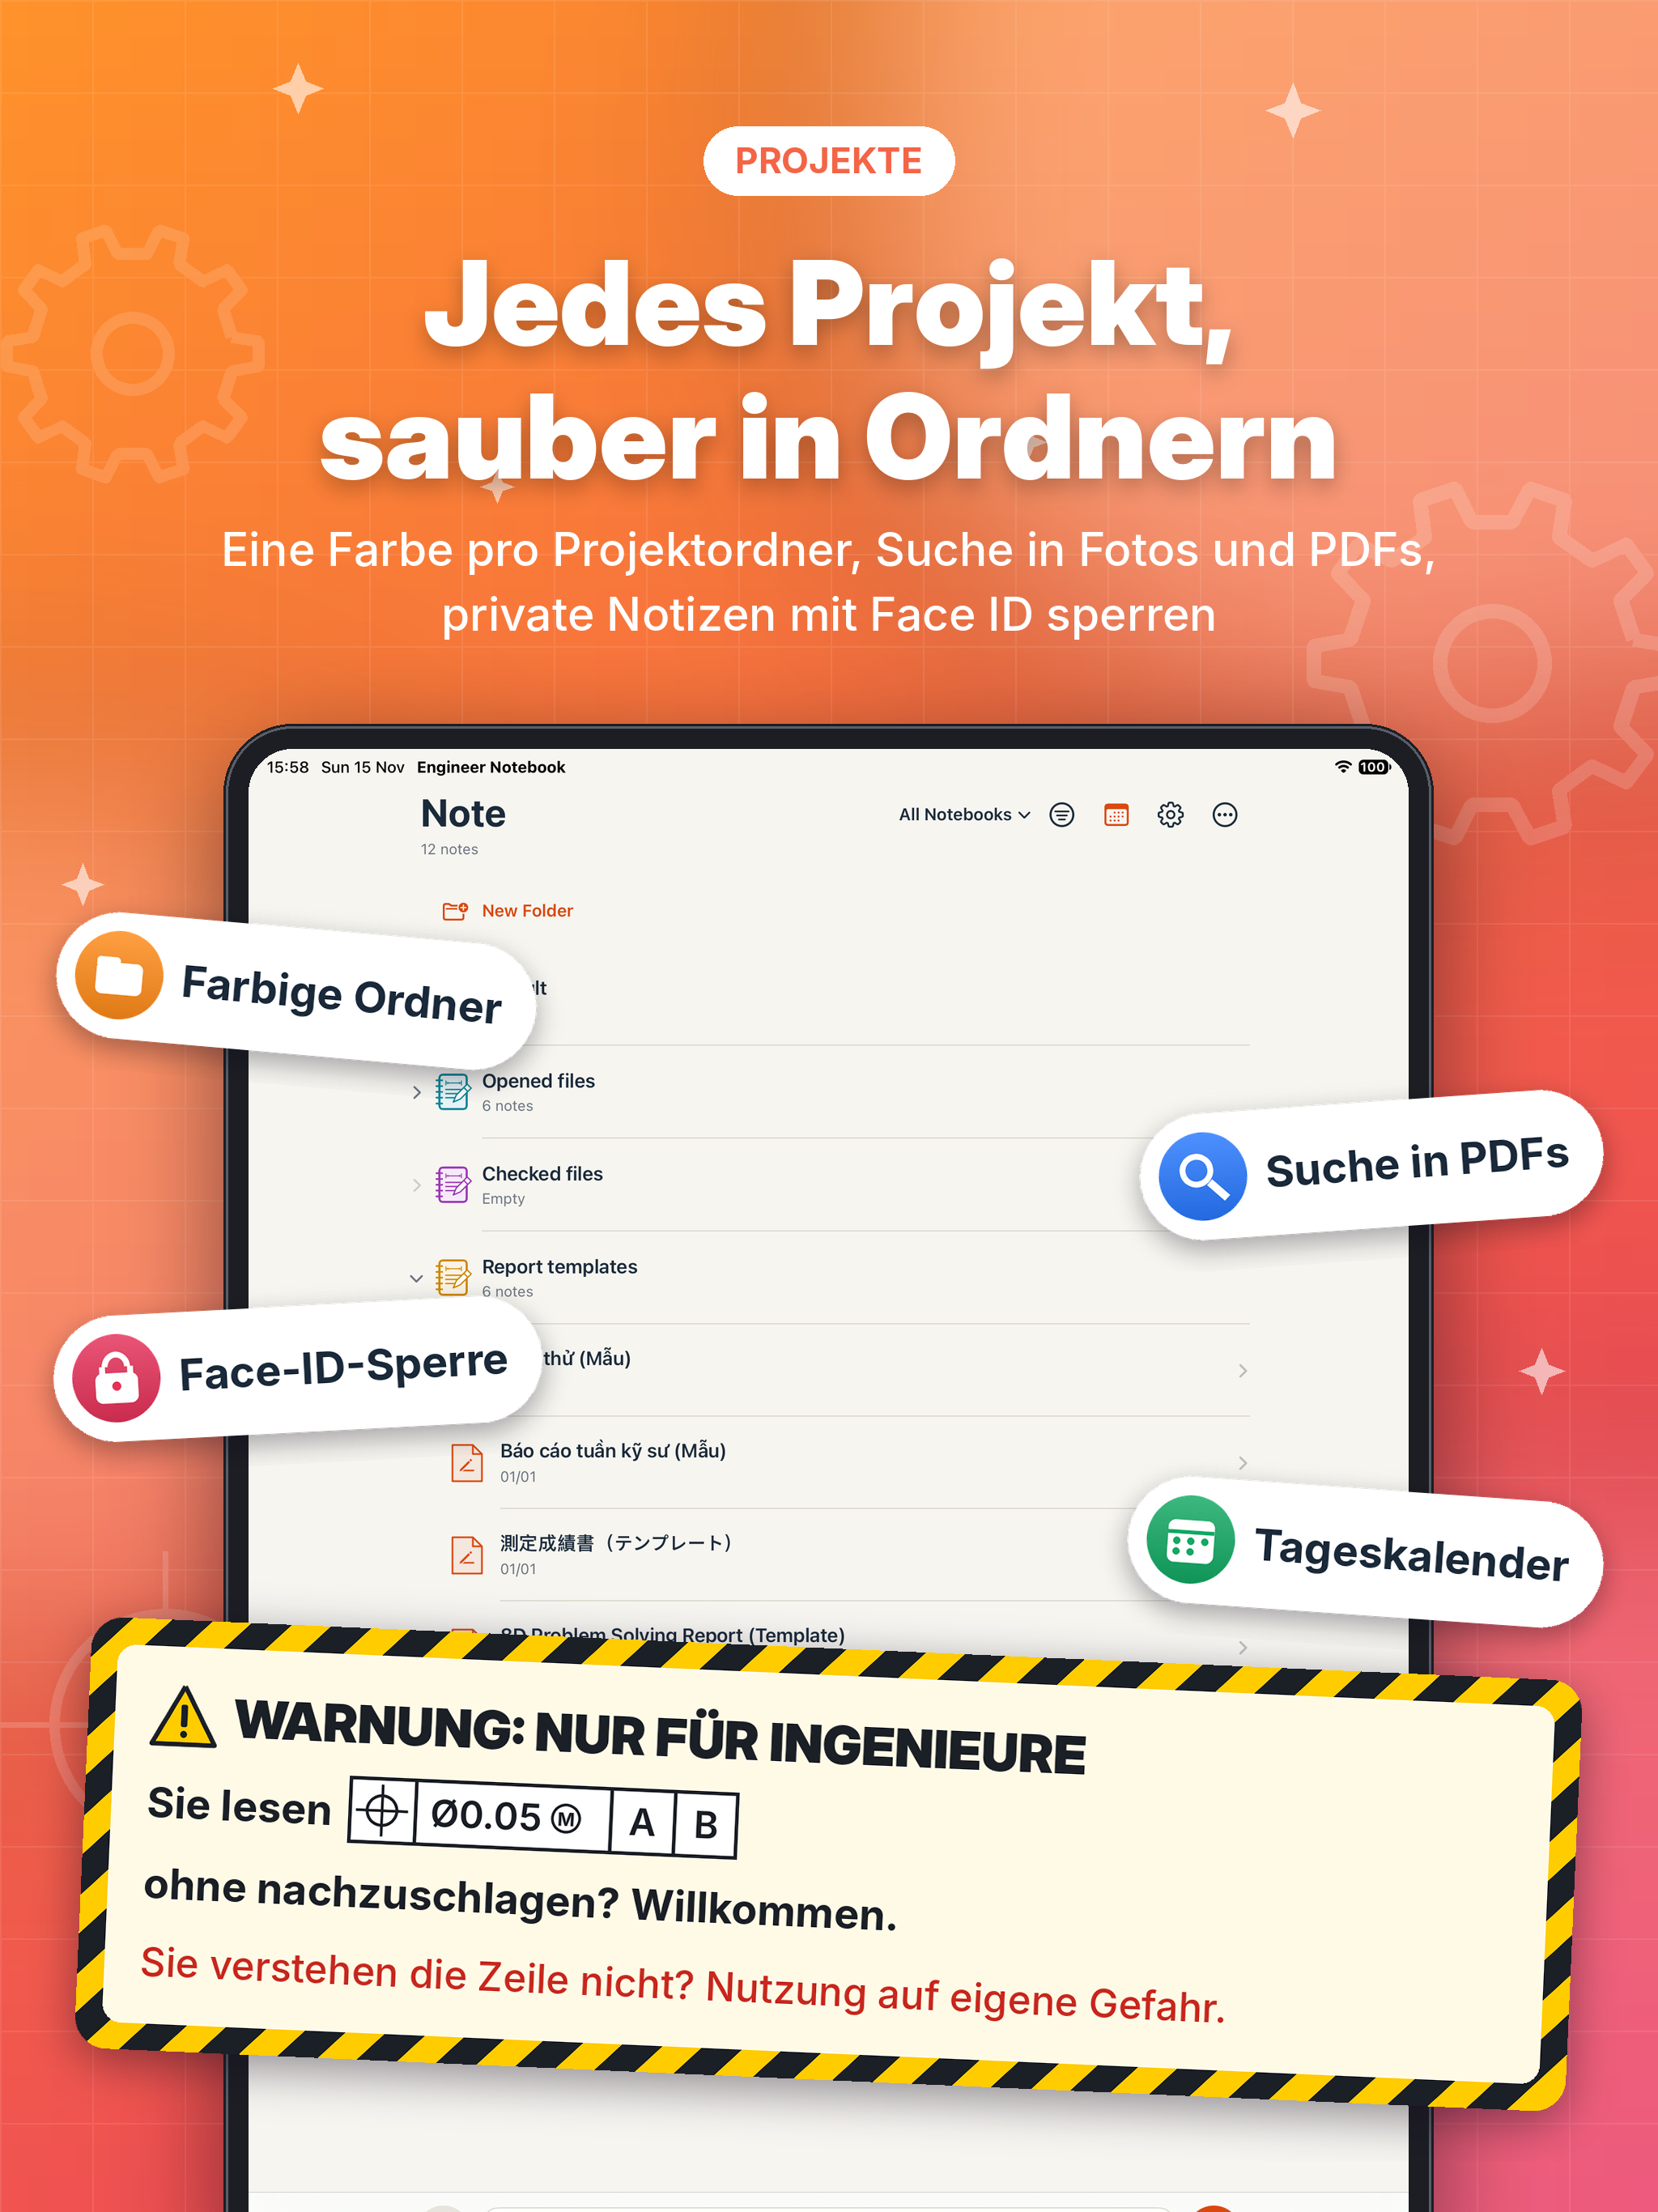 PROJEKTE
Jedes Projekt,
sauber in Ordnern
Eine Farbe pro Projektordner, Suche in Fotos und PDFs,
private Notizen mit Face ID sperren
15:58 Sun 15 Nov Engineer Notebook
100
Note
All Notebooks
12 notes
New Folder
Farbige Ordner
Opened files
6 notes
Suche in PDFs
Checked files
Empty
Report templates
6 notes
Face-ID-Sperre
thử (Mẫu)
Báo cáo tuần kỹ sư (Mẫu)
01/01
Tageskalender
測定成績書（テンプレート）
01/01
8D Problem Solving Report (Template)
WARNUNG: NUR FÜR INGENIEURE
Sie lesen Ø0.05 Ⓜ A B
ohne nachzuschlagen? Willkommen.
Sie verstehen die Zeile nicht? Nutzung auf eigene Gefahr.